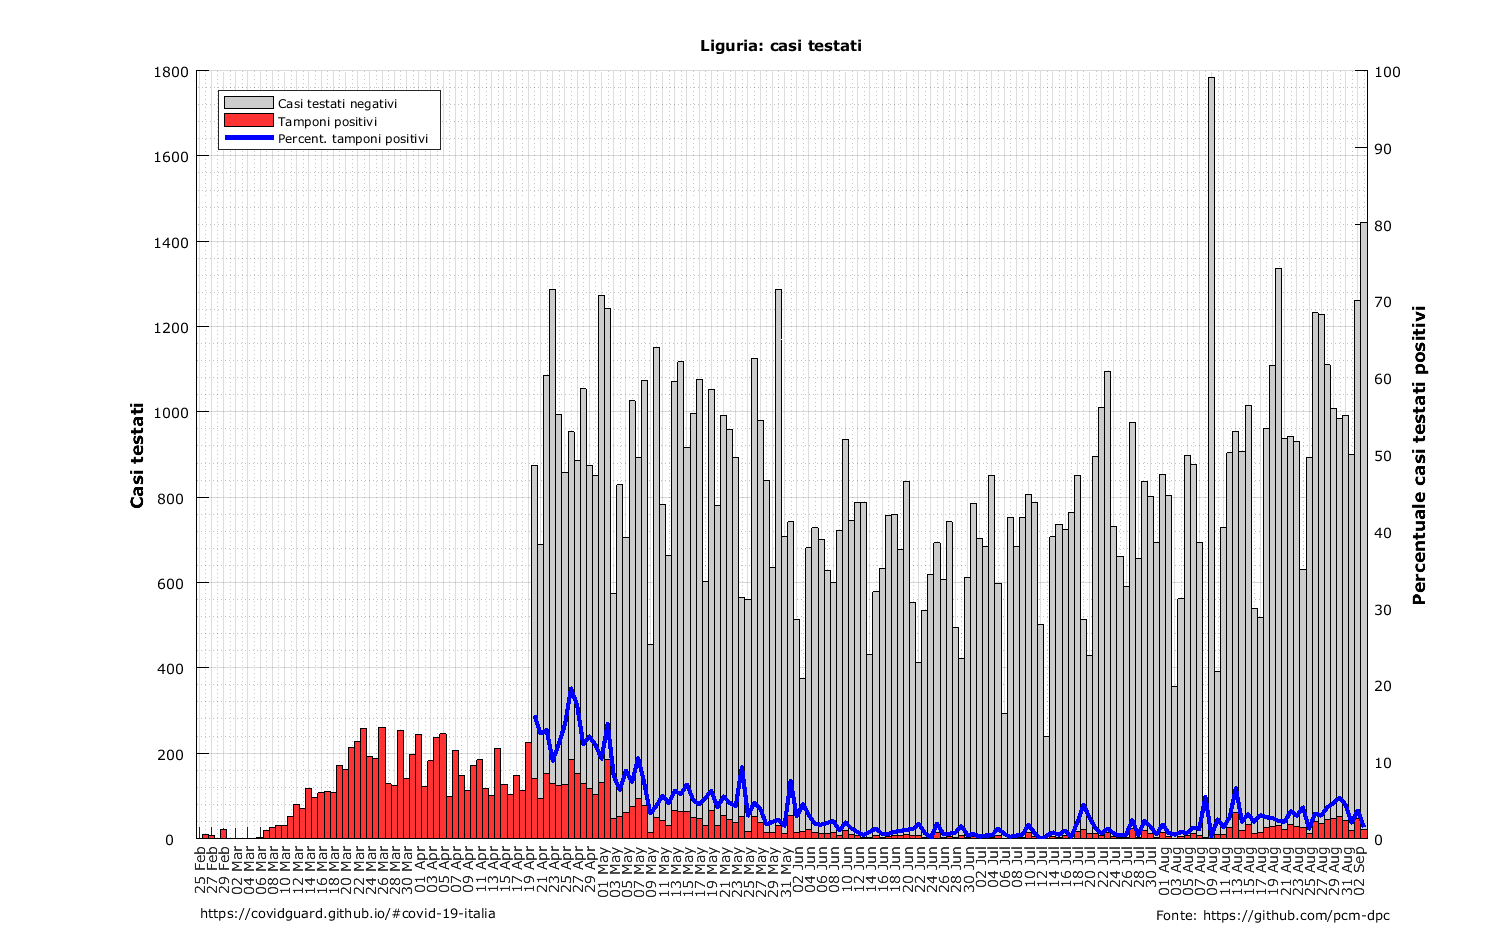 Liguria: casi testati
Casi testati negativi
Tamponi positivi
Percent. tamponi positivi
Casi testati
0
200
400
600
800
1000
1200
1400
1600
1800
Percentuale casi testati positivi
0
10
20
30
40
50
60
70
80
90
100
25 Feb
27 Feb
29 Feb
02 Mar
04 Mar
06 Mar
08 Mar
10 Mar
12 Mar
14 Mar
16 Mar
18 Mar
20 Mar
22 Mar
24 Mar
26 Mar
28 Mar
30 Mar
01 Apr
03 Apr
05 Apr
07 Apr
09 Apr
11 Apr
13 Apr
15 Apr
17 Apr
19 Apr
21 Apr
23 Apr
25 Apr
27 Apr
29 Apr
01 May
03 May
05 May
07 May
09 May
11 May
13 May
15 May
17 May
19 May
21 May
23 May
25 May
27 May
29 May
31 May
02 Jun
04 Jun
06 Jun
08 Jun
10 Jun
12 Jun
14 Jun
16 Jun
18 Jun
20 Jun
22 Jun
24 Jun
26 Jun
28 Jun
30 Jun
02 Jul
04 Jul
06 Jul
08 Jul
10 Jul
12 Jul
14 Jul
16 Jul
18 Jul
20 Jul
22 Jul
24 Jul
26 Jul
28 Jul
30 Jul
01 Aug
03 Aug
05 Aug
07 Aug
09 Aug
11 Aug
13 Aug
15 Aug
17 Aug
19 Aug
21 Aug
23 Aug
25 Aug
27 Aug
29 Aug
31 Aug
02 Sep
https://covidguard.github.io/#covid-19-italia
Fonte: https://github.com/pcm-dpc